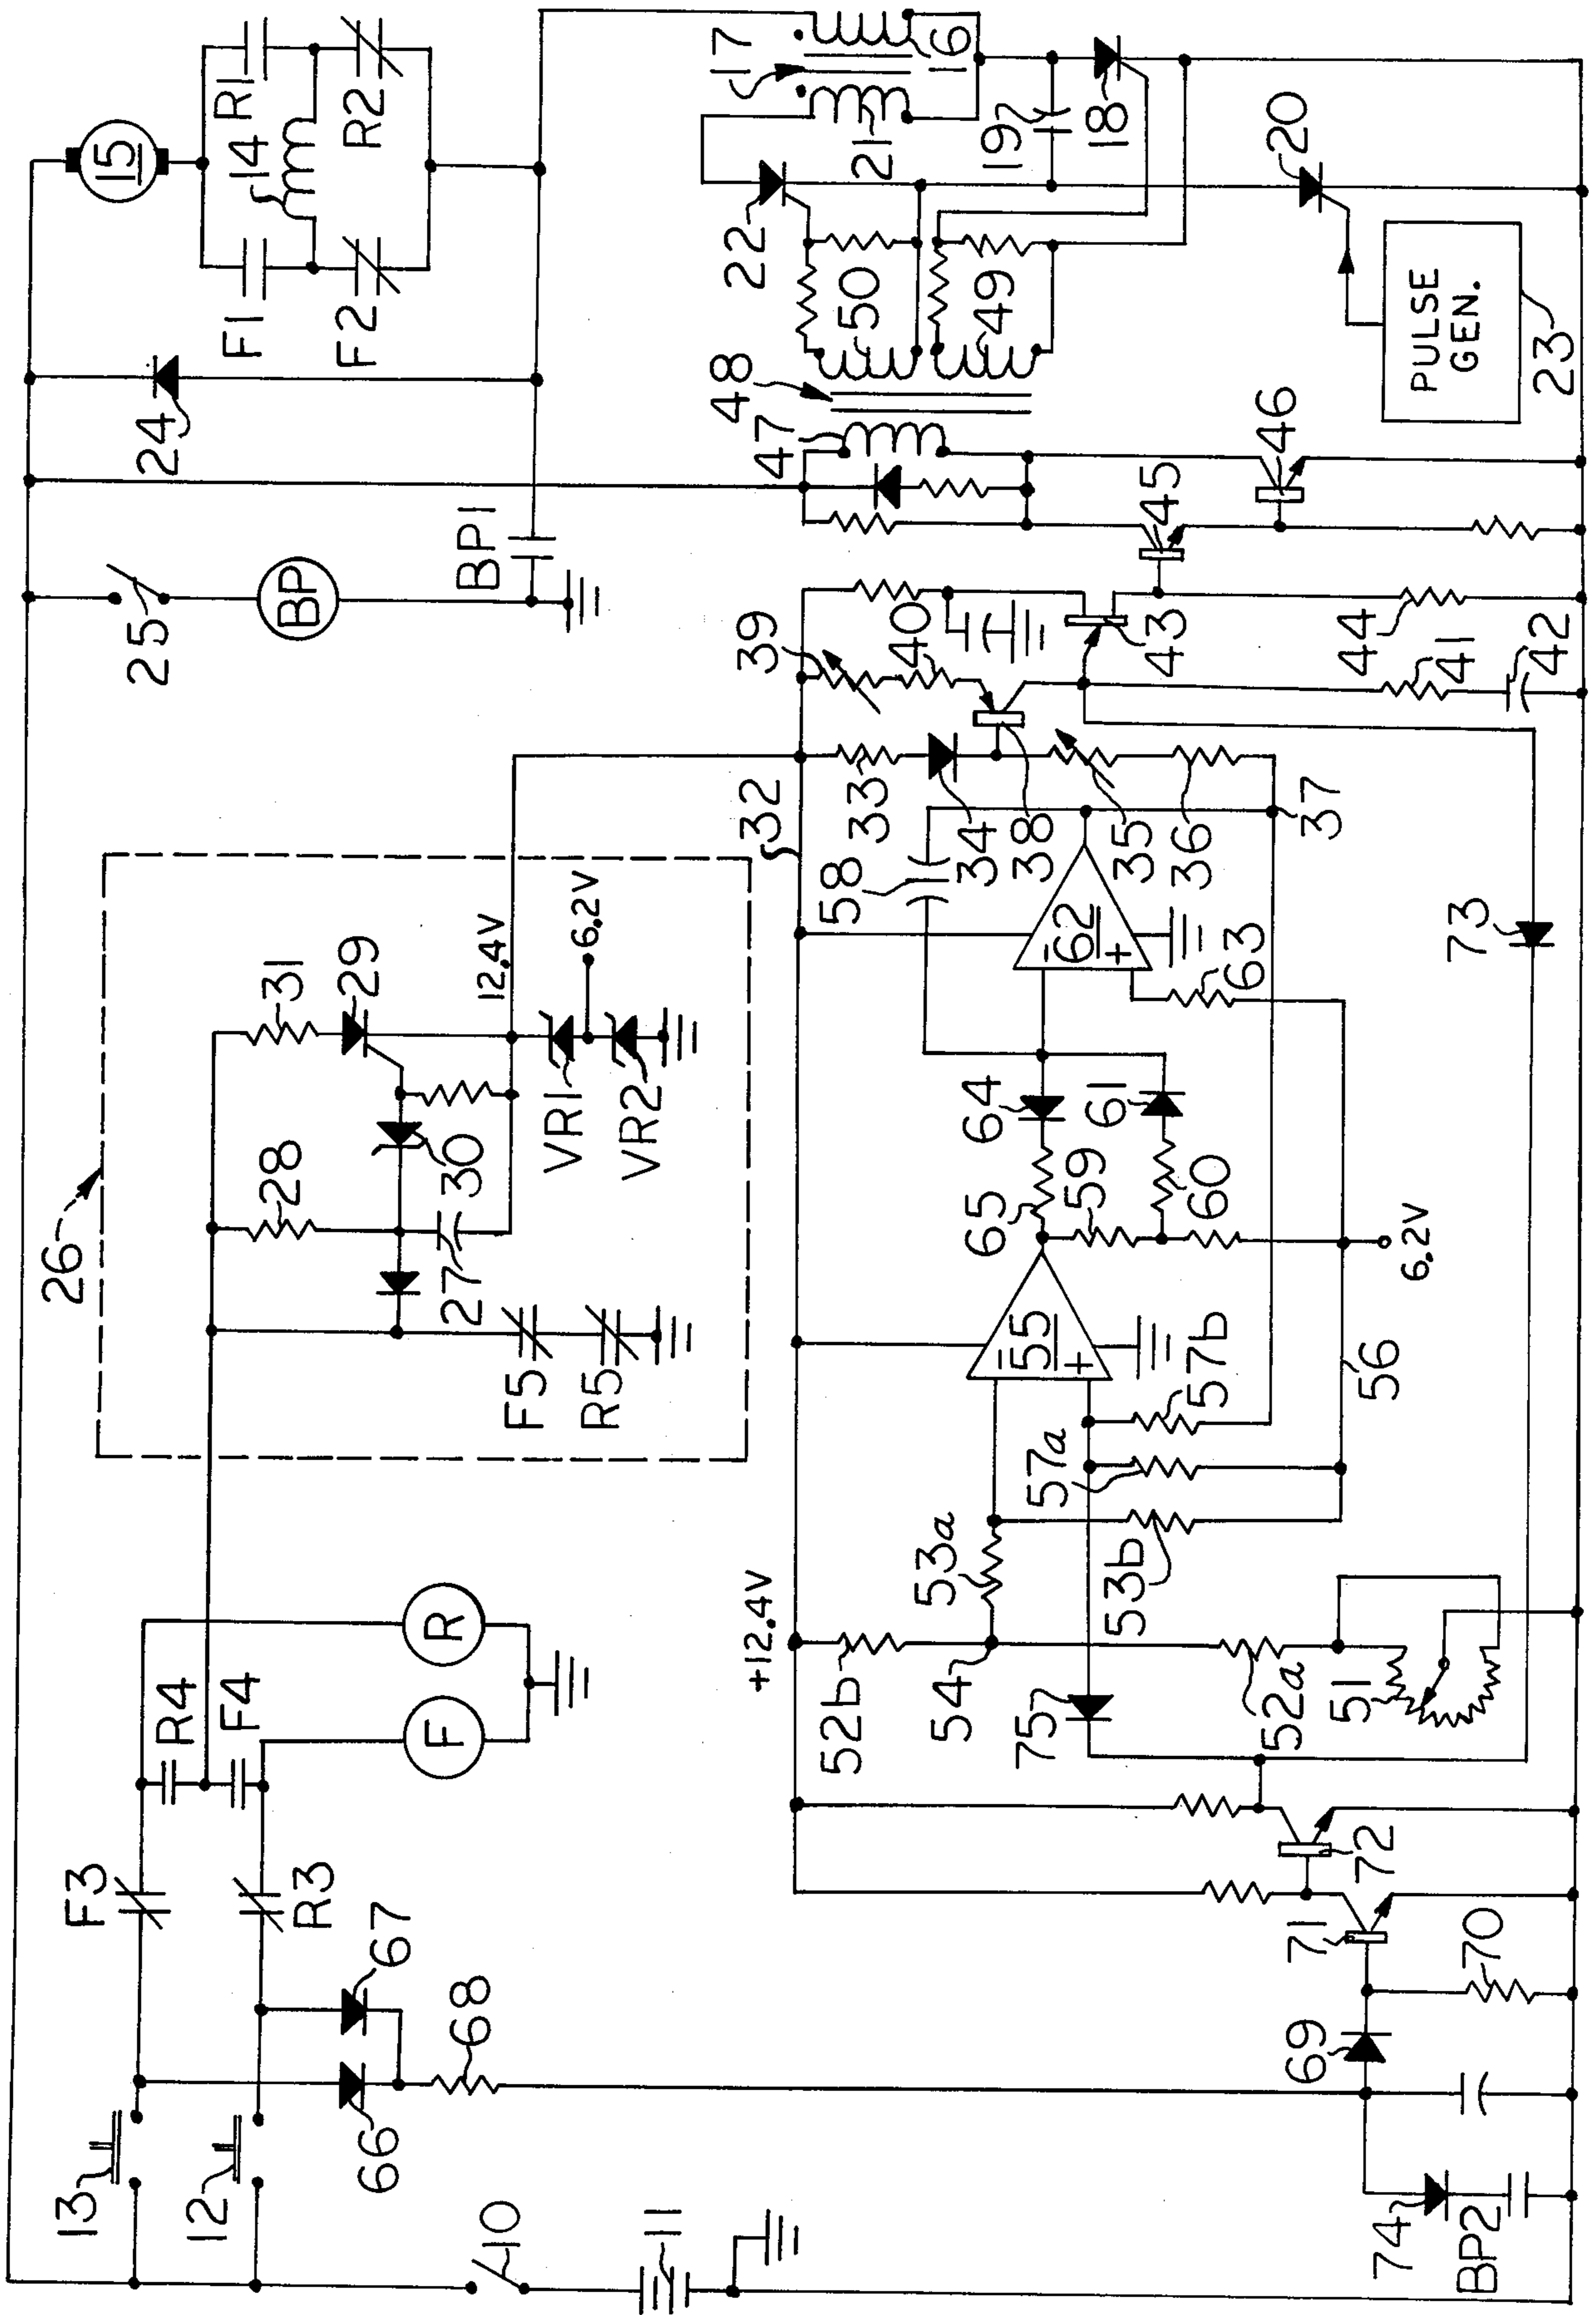 13
F3
26
15
24
25
R4
12
F4
R1
F1
14
28
31
R3
29
F2
R2
BP
66
67
F
R
68
27
30
BP1
10
12.4V
F5
VR1
6.2V
R5
VR2
11
17
48
22
+12.4V
32
39
47
52b
58
33
50
21
16
54
53a
34
40
49
19
75
64
38
55
62
61
18
53b
57a
59
65
35
43
45
52a
60
36
46
20
57b
63
71
69
51
72
56
6.2V
37
44
41
PULSE
GEN.
74
70
73
BP2
42
23